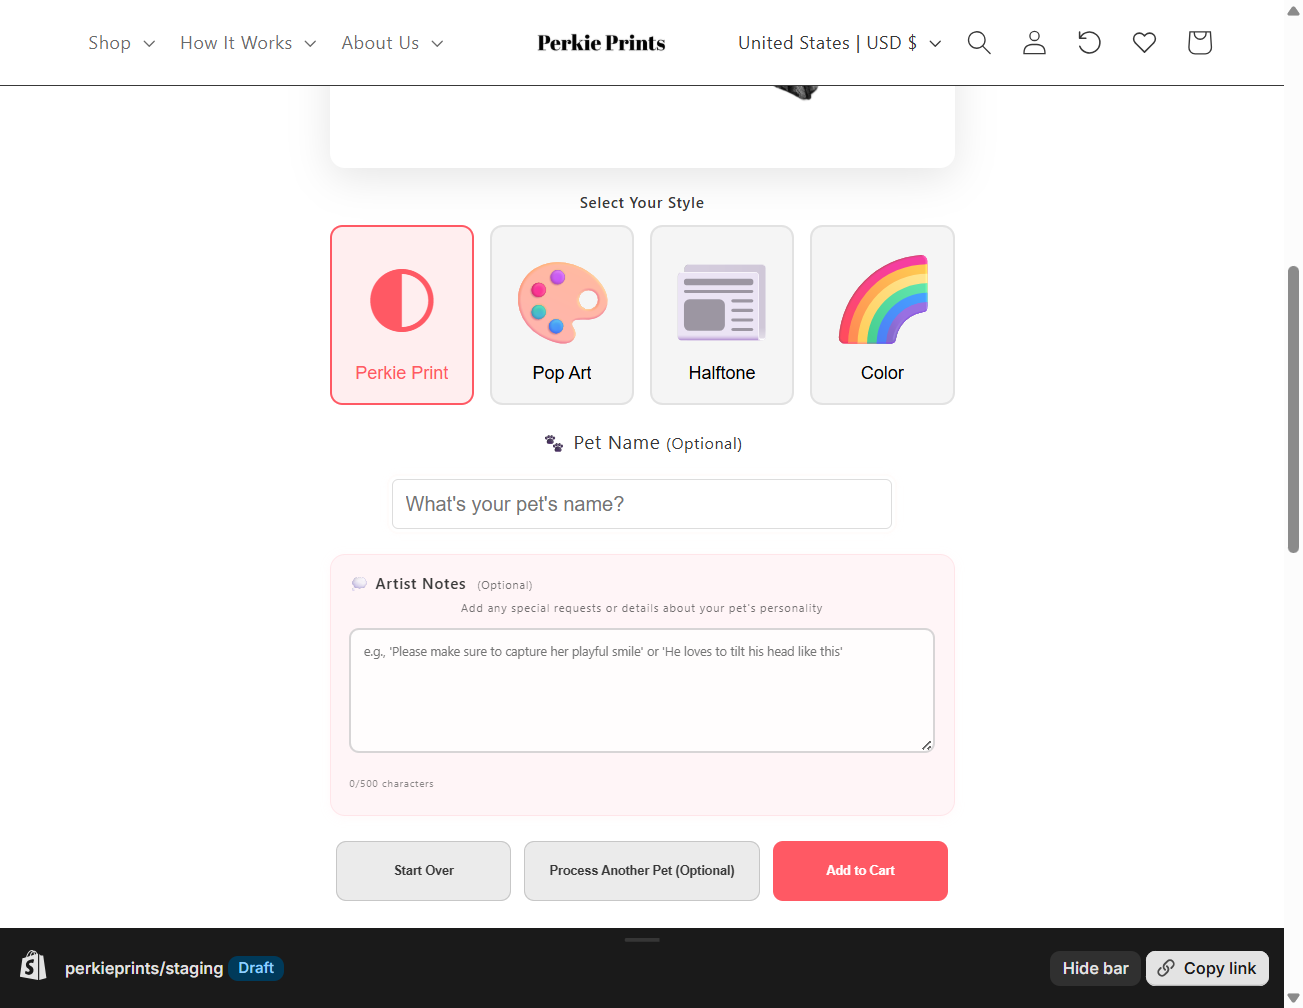 Shop How It Works About Us Perkie Prints United States | USD $
Select Your Style
Perkie Print Pop Art Halftone Color
Pet Name (Optional)
What's your pet's name?
Artist Notes (Optional)
Add any special requests or details about your pet's personality
e.g., 'Please make sure to capture her playful smile' or 'He loves to tilt his head like this'
0/500 characters
Start Over Process Another Pet (Optional) Add to Cart
perkieprints/staging Draft Hide bar Copy link